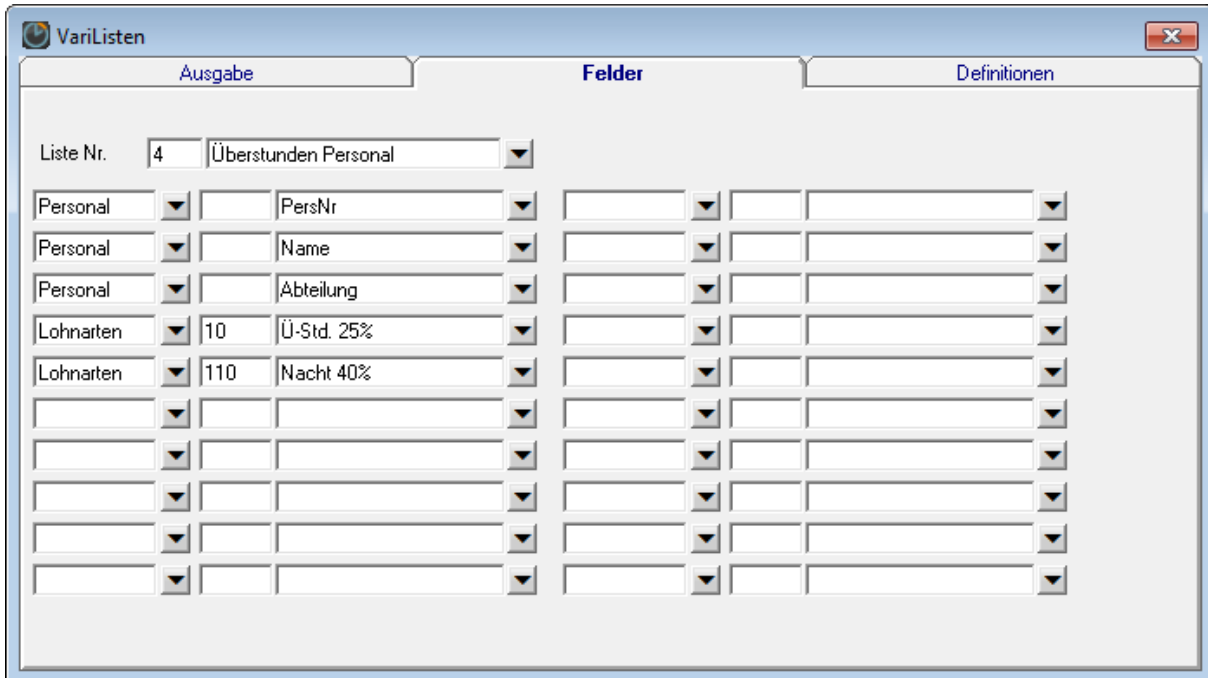 VariListen
Ausgabe Felder Definitionen
Liste Nr. 4 Überstunden Personal
Personal PersNr
Personal Name
Personal Abteilung
Lohnarten 10 Ü-Std. 25%
Lohnarten 110 Nacht 40%